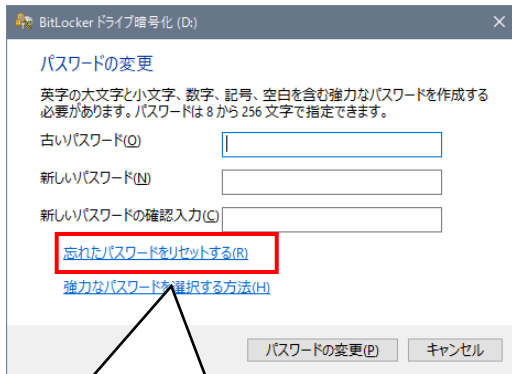 BitLocker ドライブ暗号化 (D:)
パスワードの変更
英字の大文字と小文字、数字、記号、空白を含む強力なパスワードを作成する
必要があります。パスワードは 8 から 256 文字で指定できます。
古いパスワード(O)
新しいパスワード(N)
新しいパスワードの確認入力(C)
忘れたパスワードをリセットする(R)
強力なパスワードを選択する方法(H)
パスワードの変更(P) キャンセル